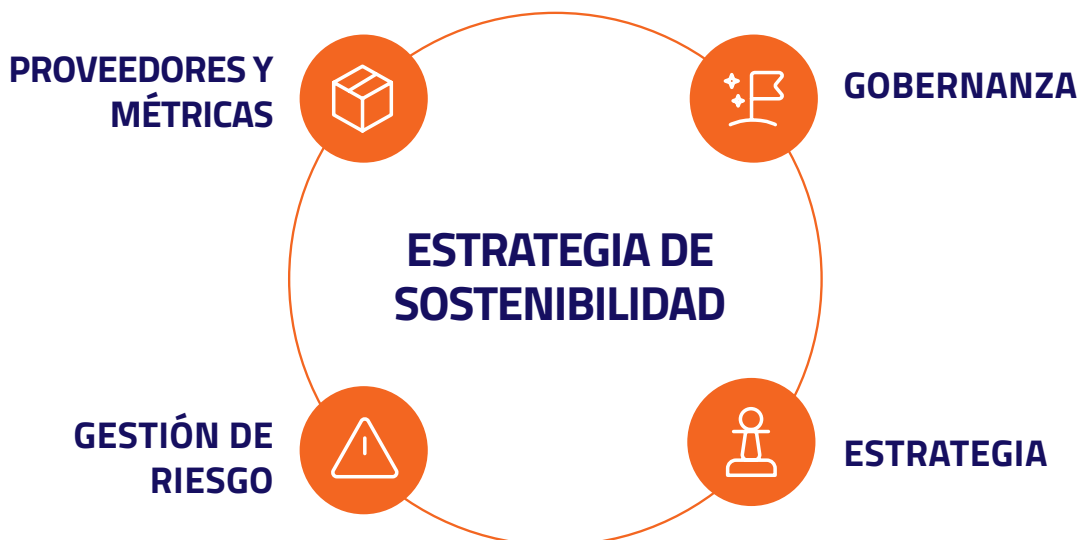 PROVEEDORES Y
MÉTRICAS
GOBERNANZA
ESTRATEGIA DE
SOSTENIBILIDAD
GESTIÓN DE
RIESGO
ESTRATEGIA